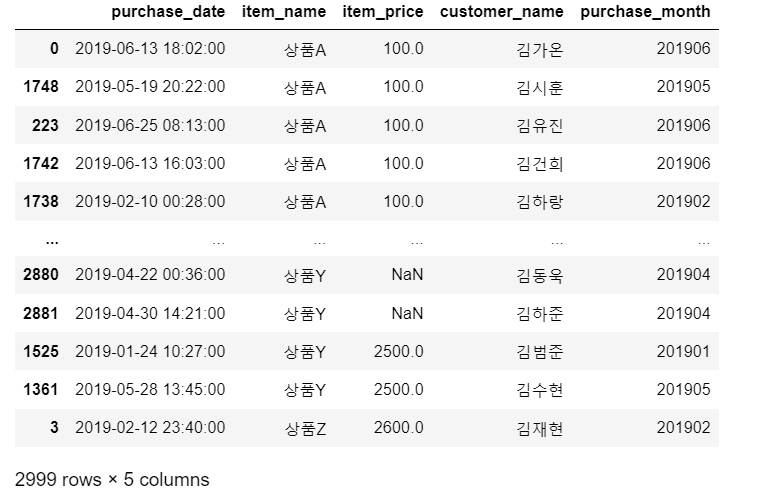 purchase_date item_name item_price customer_name purchase_month
0 2019-06-13 18:02:00 상품A 100.0 김가온 201906
1748 2019-05-19 20:22:00 상품A 100.0 김시훈 201905
223 2019-06-25 08:13:00 상품A 100.0 김유진 201906
1742 2019-06-13 16:03:00 상품A 100.0 김건희 201906
1738 2019-02-10 00:28:00 상품A 100.0 김하랑 201902
... ... ... ... ... ...
2880 2019-04-22 00:36:00 상품Y NaN 김동욱 201904
2881 2019-04-30 14:21:00 상품Y NaN 김하준 201904
1525 2019-01-24 10:27:00 상품Y 2500.0 김범준 201901
1361 2019-05-28 13:45:00 상품Y 2500.0 김수현 201905
3 2019-02-12 23:40:00 상품Z 2600.0 김재현 201902
2999 rows × 5 columns